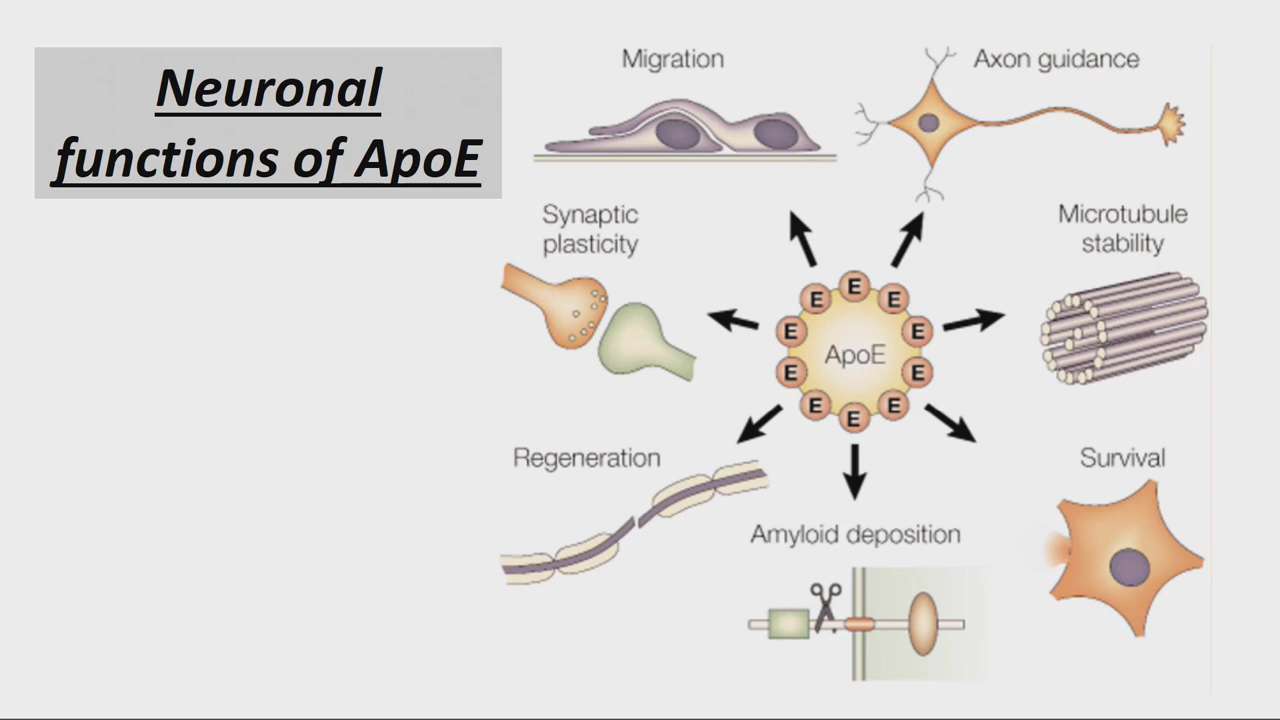 Neuronal
functions of ApoE
Migration
Axon guidance
Synaptic
plasticity
Microtubule
stability
E
E
E
E
E
ApoE
E
E
E
E
E
Regeneration
Survival
Amyloid deposition